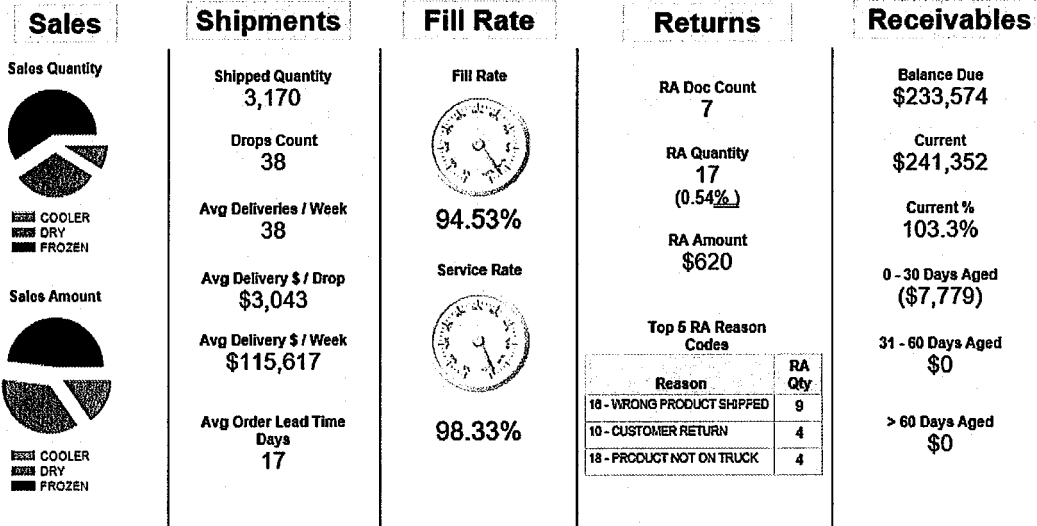 Sales
Sales Quantity
COOLER
DRY
FROZEN
Sales Amount
COOLER
DRY
FROZEN
Shipments
Shipped Quantity
3,170
Drops Count
38
Avg Deliveries / Week
38
Avg Delivery $ / Drop
$3,043
Avg Delivery $ / Week
$115,617
Avg Order Lead Time
Days
17
Fill Rate
Fill Rate
94.53%
Service Rate
98.33%
Returns
RA Doc Count
7
RA Quantity
17
(0.54% )
RA Amount
$620
Top 5 RA Reason
Codes
Reason RA Qty
16 - WRONG PRODUCT SHIPPED 9
10 - CUSTOMER RETURN 4
18 - PRODUCT NOT ON TRUCK 4
Receivables
Balance Due
$233,574
Current
$241,352
Current %
103.3%
0 - 30 Days Aged
($7,779)
31 - 60 Days Aged
$0
> 60 Days Aged
$0